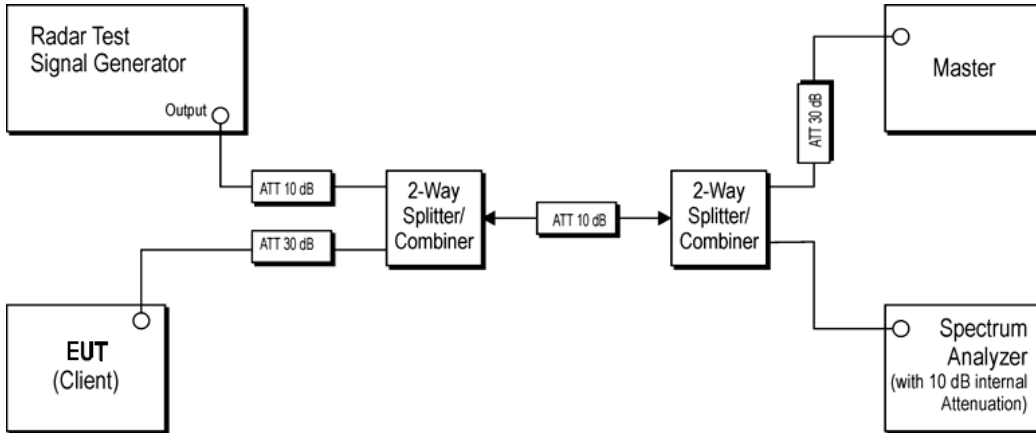 Radar Test
Signal Generator
Output
ATT 10 dB
2-Way
Splitter/
Combiner
ATT 30 dB
EUT
(Client)
ATT 10 dB
2-Way
Splitter/
Combiner
ATT 30 dB
Master
Spectrum
Analyzer
(with 10 dB internal
Attenuation)